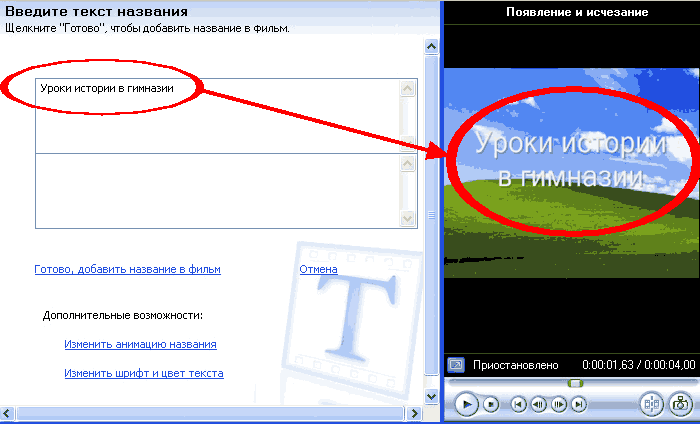 Введите текст названия
Щелкните "Готово", чтобы добавить название в фильм.
Уроки истории в гимназии
Готово, добавить название в фильм
Отмена
Дополнительные возможности:
Изменить анимацию названия
Изменить шрифт и цвет текста
T
Появление и исчезание
Уроки истории
в гимназии
Приостановлено
0:00:01,63 / 0:00:04,00